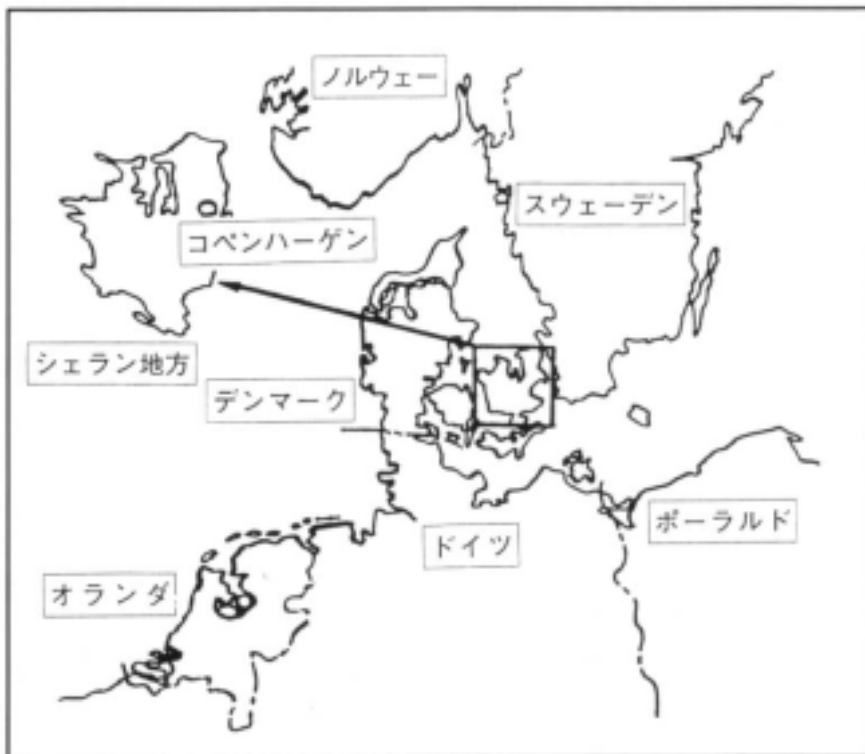 ノルウェー
スウェーデン
コペンハーゲン
シェラン地方
デンマーク
ポーラルド
ドイツ
オランダ